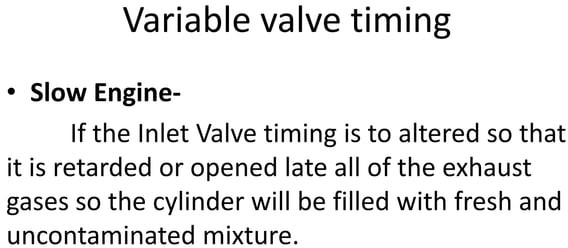 Variable valve timing
• Slow Engine-
If the Inlet Valve timing is to altered so that
it is retarded or opened late all of the exhaust
gases so the cylinder will be filled with fresh and
uncontaminated mixture.